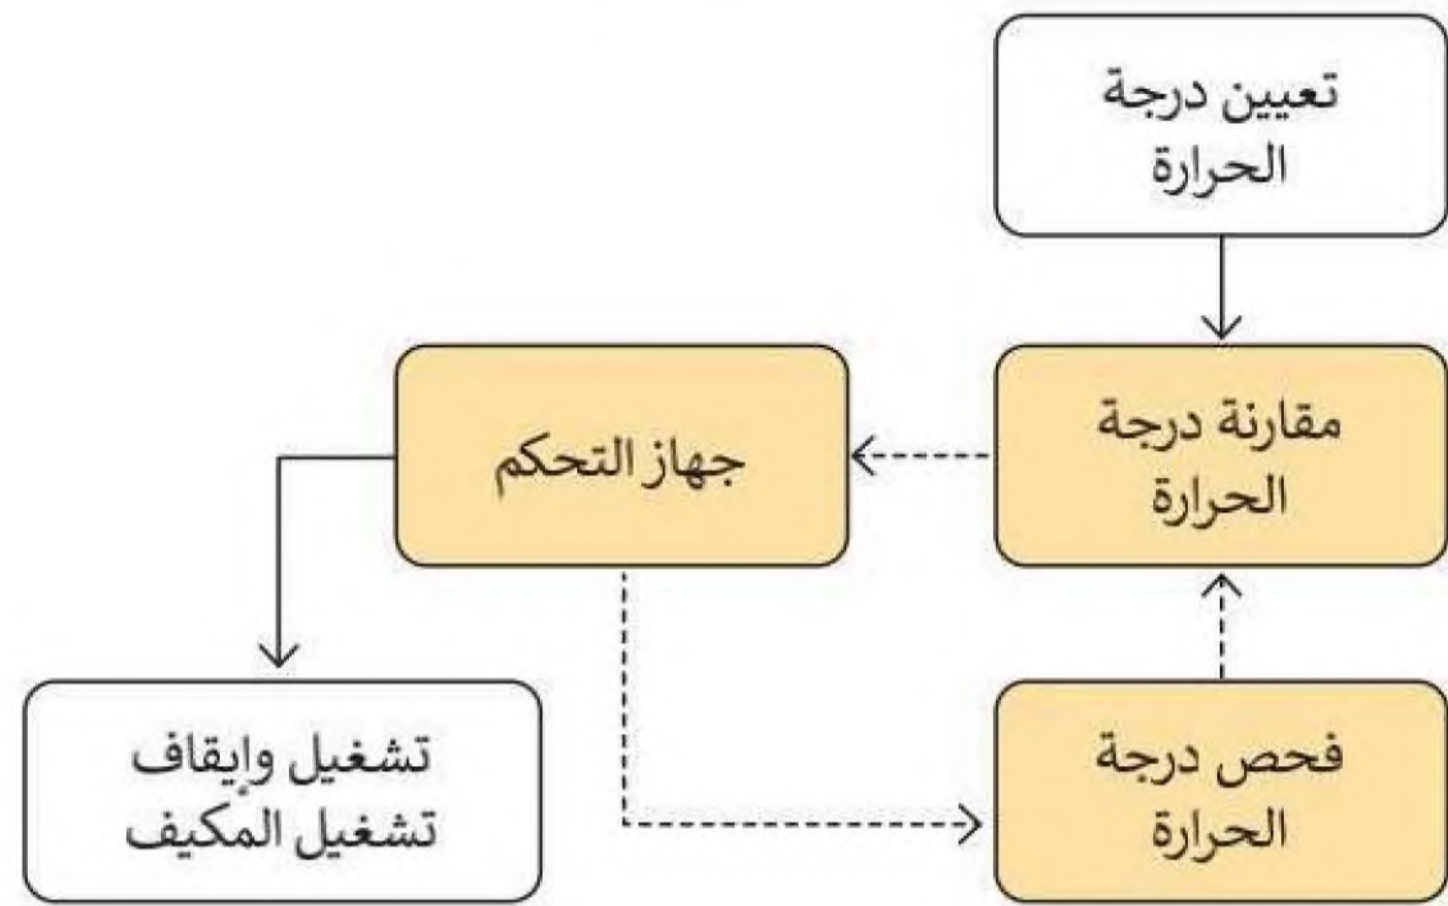 تعيين درجة
الحرارة
مقارنة درجة
الحرارة
جهاز التحكم
فحص درجة
الحرارة
تشغيل وإيقاف
تشغيل المكيف